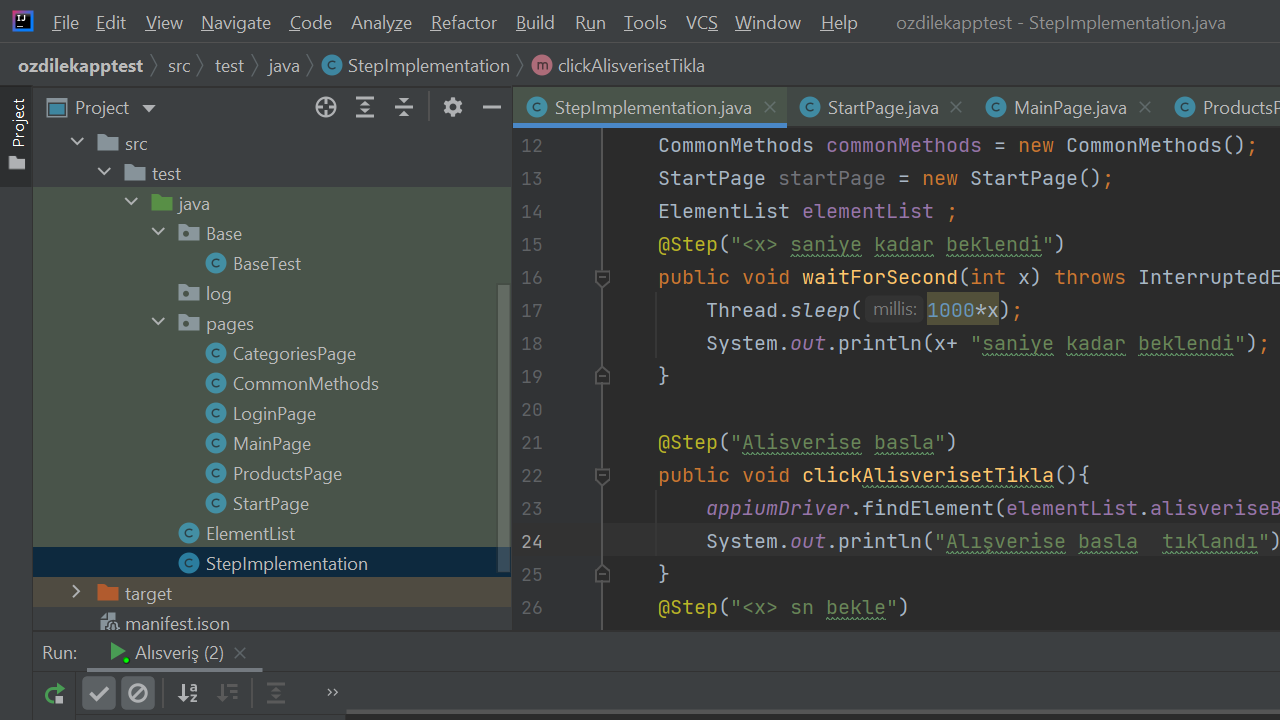 File Edit View Navigate Code Analyze Refactor Build Run Tools VCS Window Help ozdilekapptest - StepImplementation.java
ozdilekapptest src test java StepImplementation clickAlisverisetTikla
Project
Project
src
test
java
Base
BaseTest
log
pages
CategoriesPage
CommonMethods
LoginPage
MainPage
ProductsPage
StartPage
ElementList
StepImplementation
target
manifest.json
StepImplementation.java StartPage.java MainPage.java ProductsP
12 CommonMethods commonMethods = new CommonMethods();
13 StartPage startPage = new StartPage();
14 ElementList elementList ;
15 @Step("<x> saniye kadar beklendi")
16 public void waitForSecond(int x) throws InterruptedE
17 Thread.sleep( millis: 1000*x);
18 System.out.println(x+ "saniye kadar beklendi");
19 }
20
21 @Step("Alisverise basla")
22 public void clickAlisverisetTikla(){
23 appiumDriver.findElement(elementList.alisveriseB
24 System.out.println("Alışverise basla  tıklandı")
25 }
26 @Step("<x> sn bekle")
Run: Alısveriş (2)